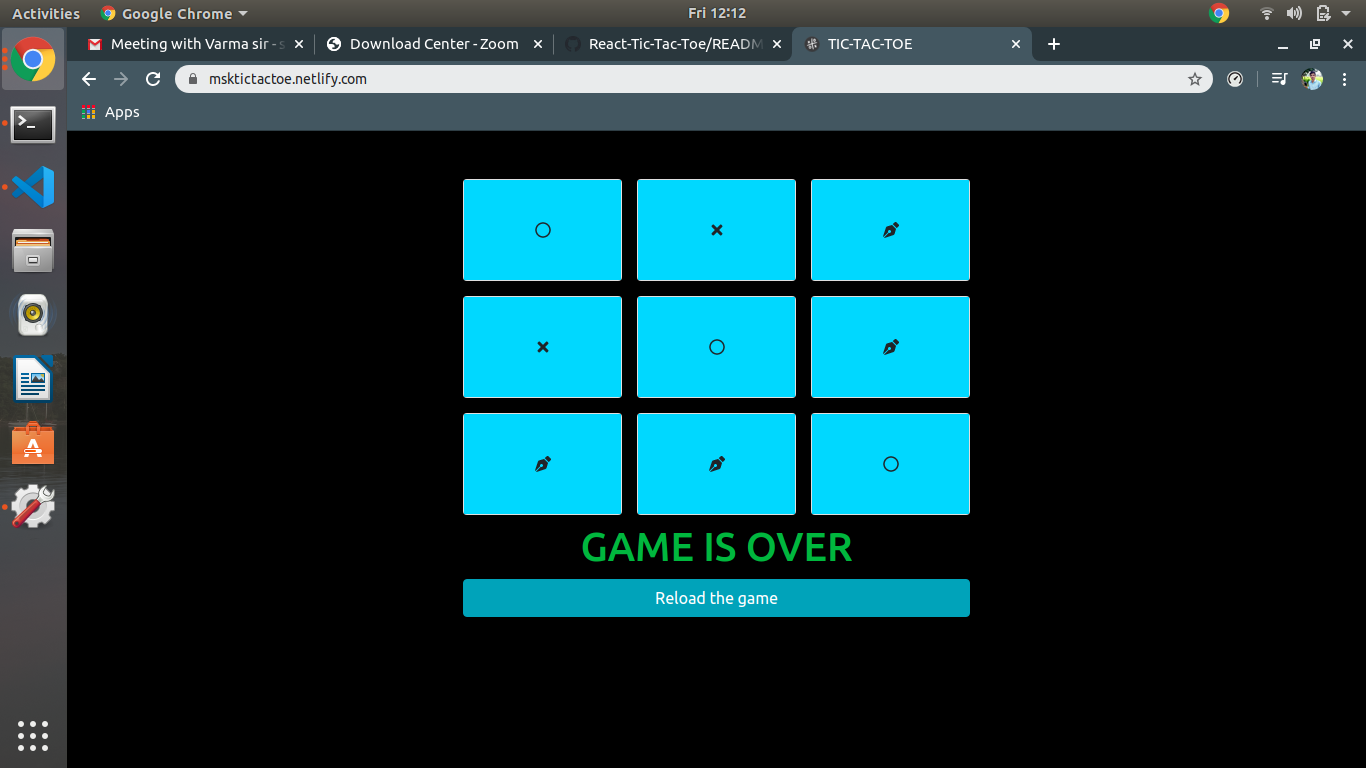 Activities
Google Chrome
Fri 12:12
Meeting with Varma sir - s
Download Center - Zoom
React-Tic-Tac-Toe/READM
TIC-TAC-TOE
msktictactoe.netlify.com
Apps
GAME IS OVER
Reload the game